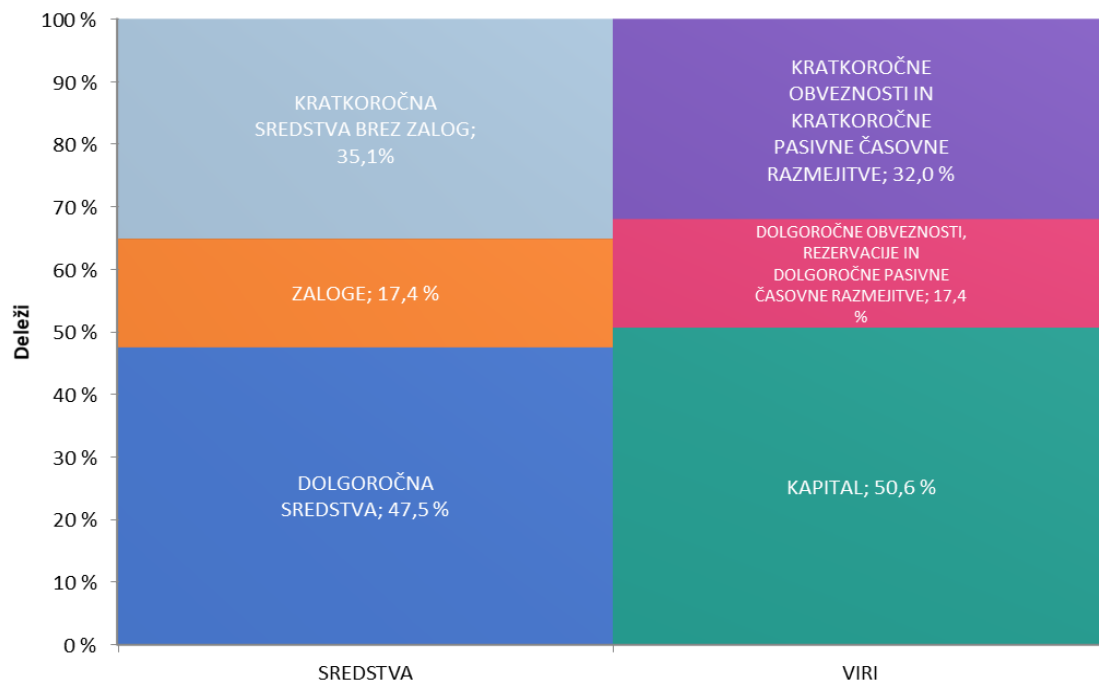 100 %
90 %
80 %
70 %
60 %
50 %
40 %
30 %
20 %
10 %
0 %
Deleži
KRATKOROČNA
SREDSTVA BREZ ZALOG;
35,1%
ZALOGE; 17,4 %
DOLGOROČNA
SREDSTVA; 47,5 %
KRATKOROČNE
OBVEZNOSTI IN
KRATKOROČNE
PASIVNE ČASOVNE
RAZMEJITVE; 32,0 %
DOLGOROČNE OBVEZNOSTI,
REZERVACIJE IN
DOLGOROČNE PASIVNE
ČASOVNE RAZMEJITVE; 17,4
%
KAPITAL; 50,6 %
SREDSTVA
VIRI